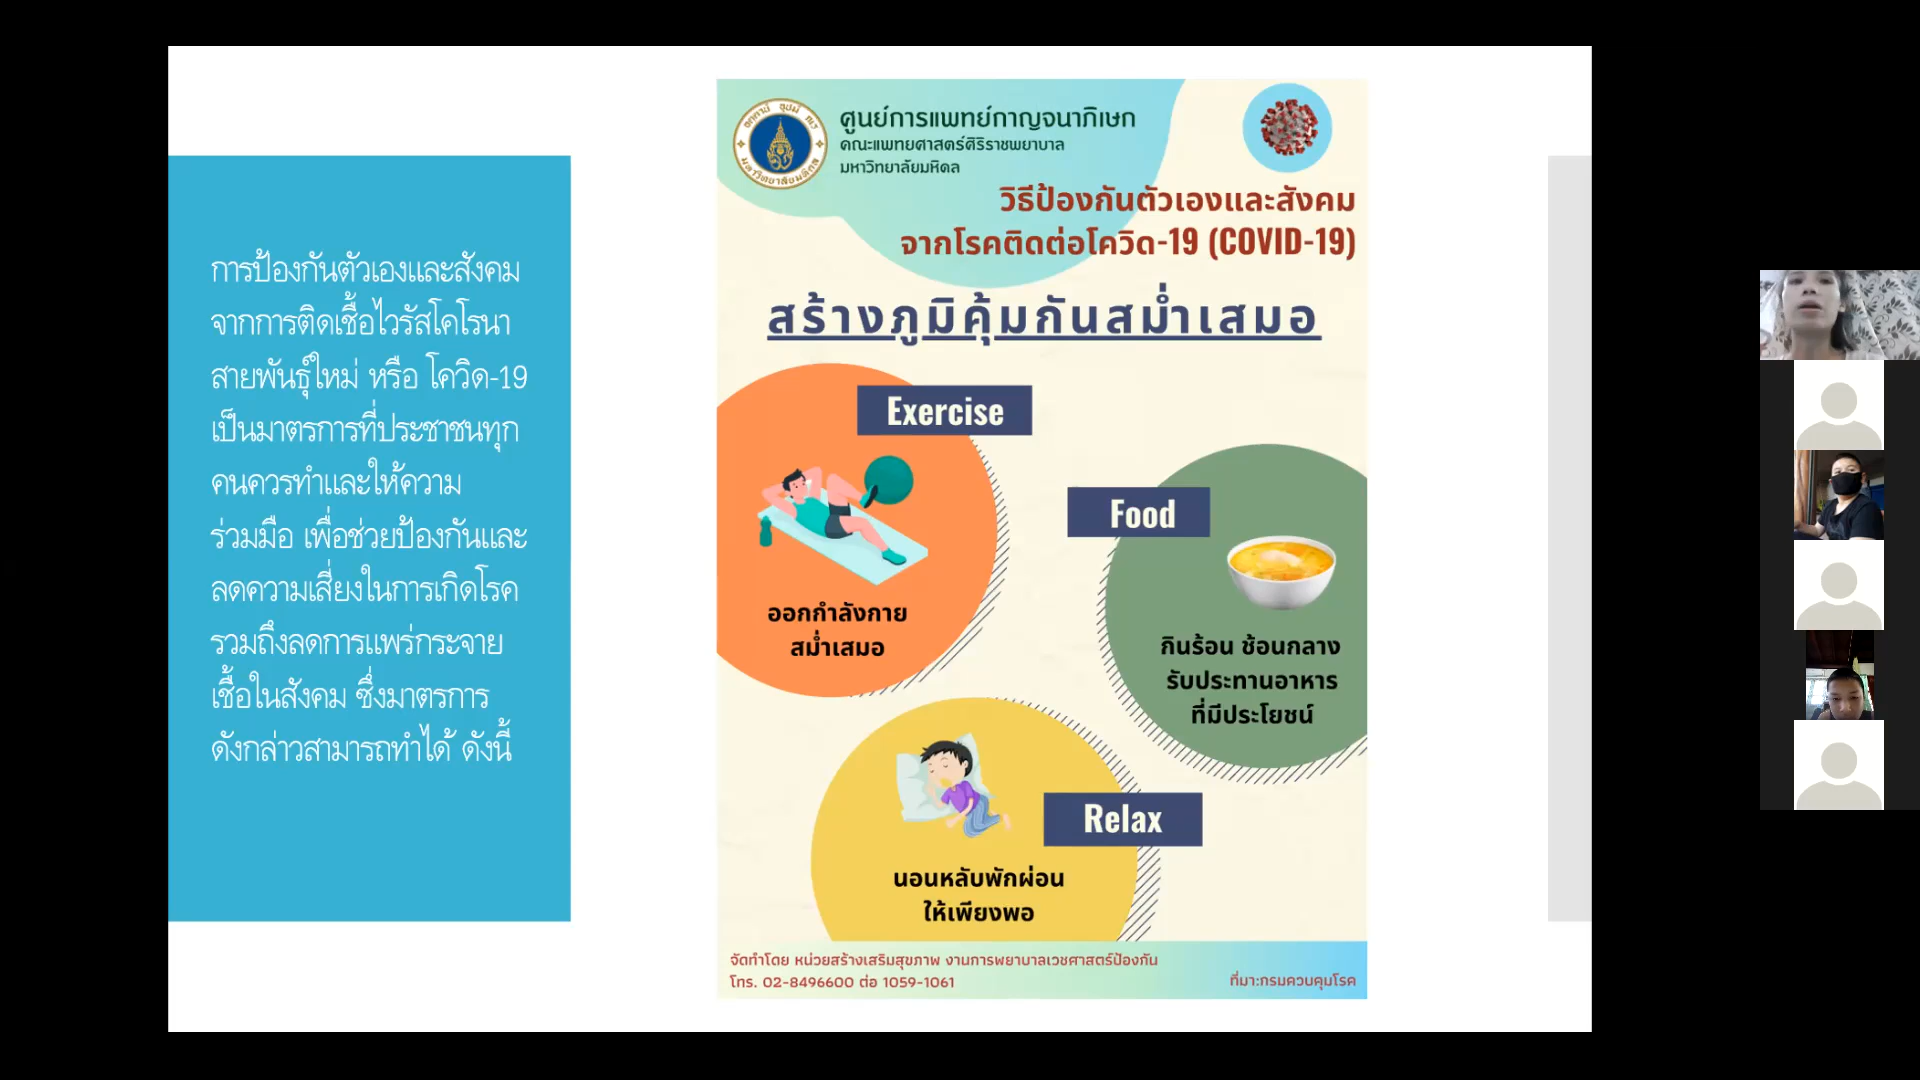 การป้องกันตัวเองและสังคม
จากการติดเชื้อไวรัสโคโรนา
สายพันธุ์ใหม่ หรือ โควิด-19
เป็นมาตรการที่ประชาชนทุก
คนควรทำและให้ความ
ร่วมมือ เพื่อช่วยป้องกันและ
ลดความเสี่ยงในการเกิดโรค
รวมถึงลดการแพร่กระจาย
เชื้อในสังคม ซึ่งมาตรการ
ดังกล่าวสามารถทำได้ ดังนี้
ศูนย์การแพทย์กาญจนาภิเษก
คณะแพทยศาสตร์ศิริราชพยาบาล
มหาวิทยาลัยมหิดล
วิธีป้องกันตัวเองและสังคม
จากโรคติดต่อโควิด-19 (COVID-19)
สร้างภูมิคุ้มกันสม่ำเสมอ
Exercise
ออกกำลังกาย
สม่ำเสมอ
Food
กินร้อน ช้อนกลาง
รับประทานอาหาร
ที่มีประโยชน์
Relax
นอนหลับพักผ่อน
ให้เพียงพอ
จัดทำโดย หน่วยสร้างเสริมสุขภาพ งานการพยาบาลเวชศาสตร์ป้องกัน
โทร. 02-8496600 ต่อ 1059-1061
ที่มา:กรมควบคุมโรค